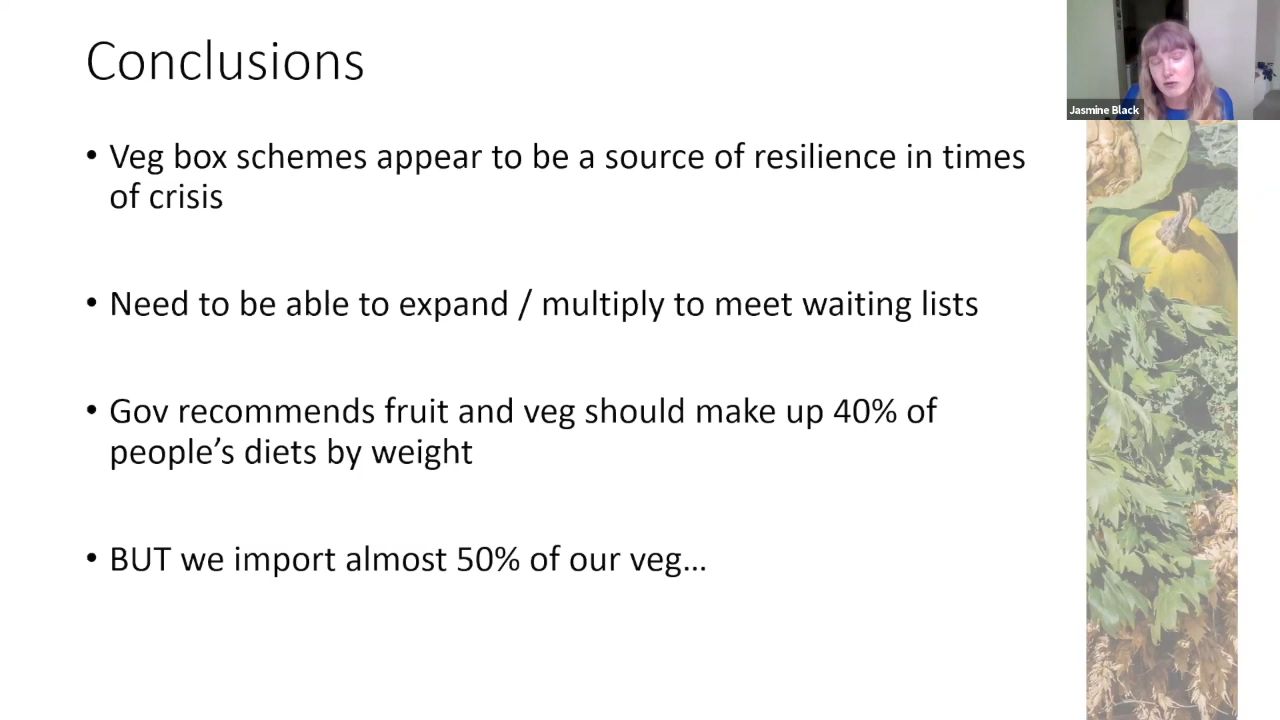 Conclusions
Jasmine Black
• Veg box schemes appear to be a source of resilience in times
of crisis
• Need to be able to expand / multiply to meet waiting lists
• Gov recommends fruit and veg should make up 40% of
people’s diets by weight
• BUT we import almost 50% of our veg…